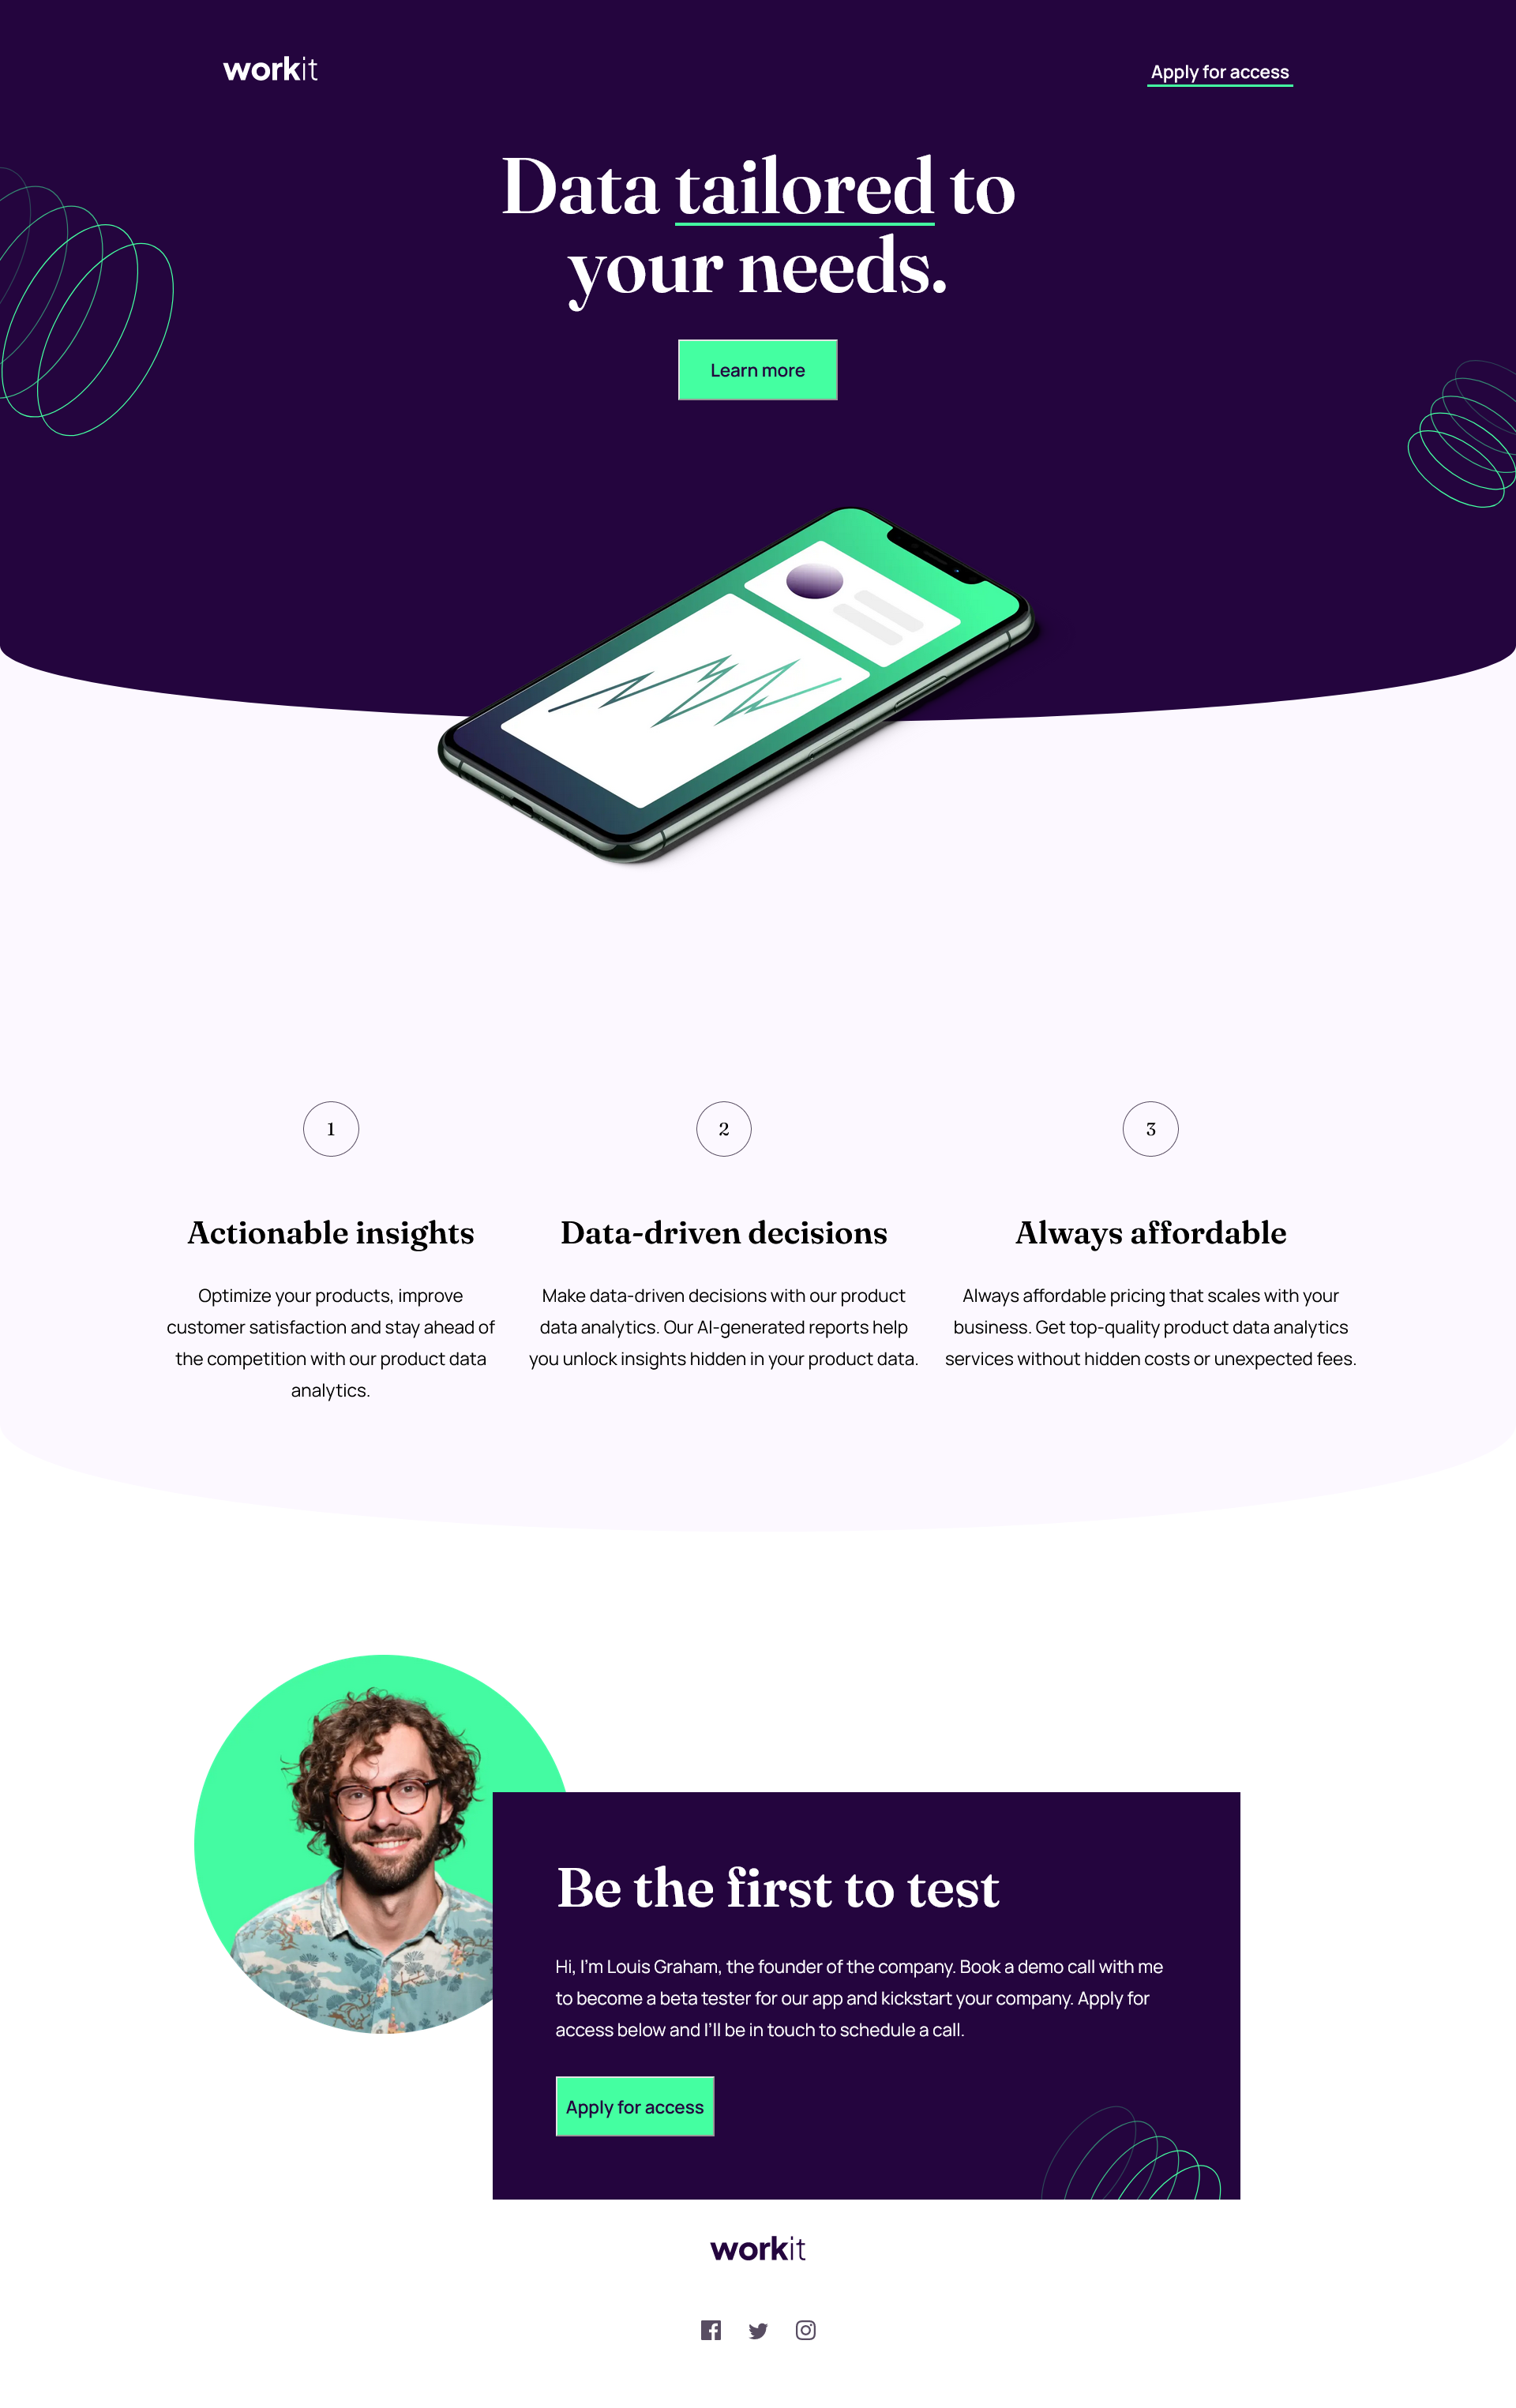 workit
Apply for access
Data tailored to
your needs.
Learn more
1
Actionable insights
Optimize your products, improve
customer satisfaction and stay ahead of
the competition with our product data
analytics.
2
Data-driven decisions
Make data-driven decisions with our product
data analytics. Our AI-generated reports help
you unlock insights hidden in your product data.
3
Always affordable
Always affordable pricing that scales with your
business. Get top-quality product data analytics
services without hidden costs or unexpected fees.
Be the first to test
Hi, I'm Louis Graham, the founder of the company. Book a demo call with me
to become a beta tester for our app and kickstart your company. Apply for
access below and I'll be in touch to schedule a call.
Apply for access
workit